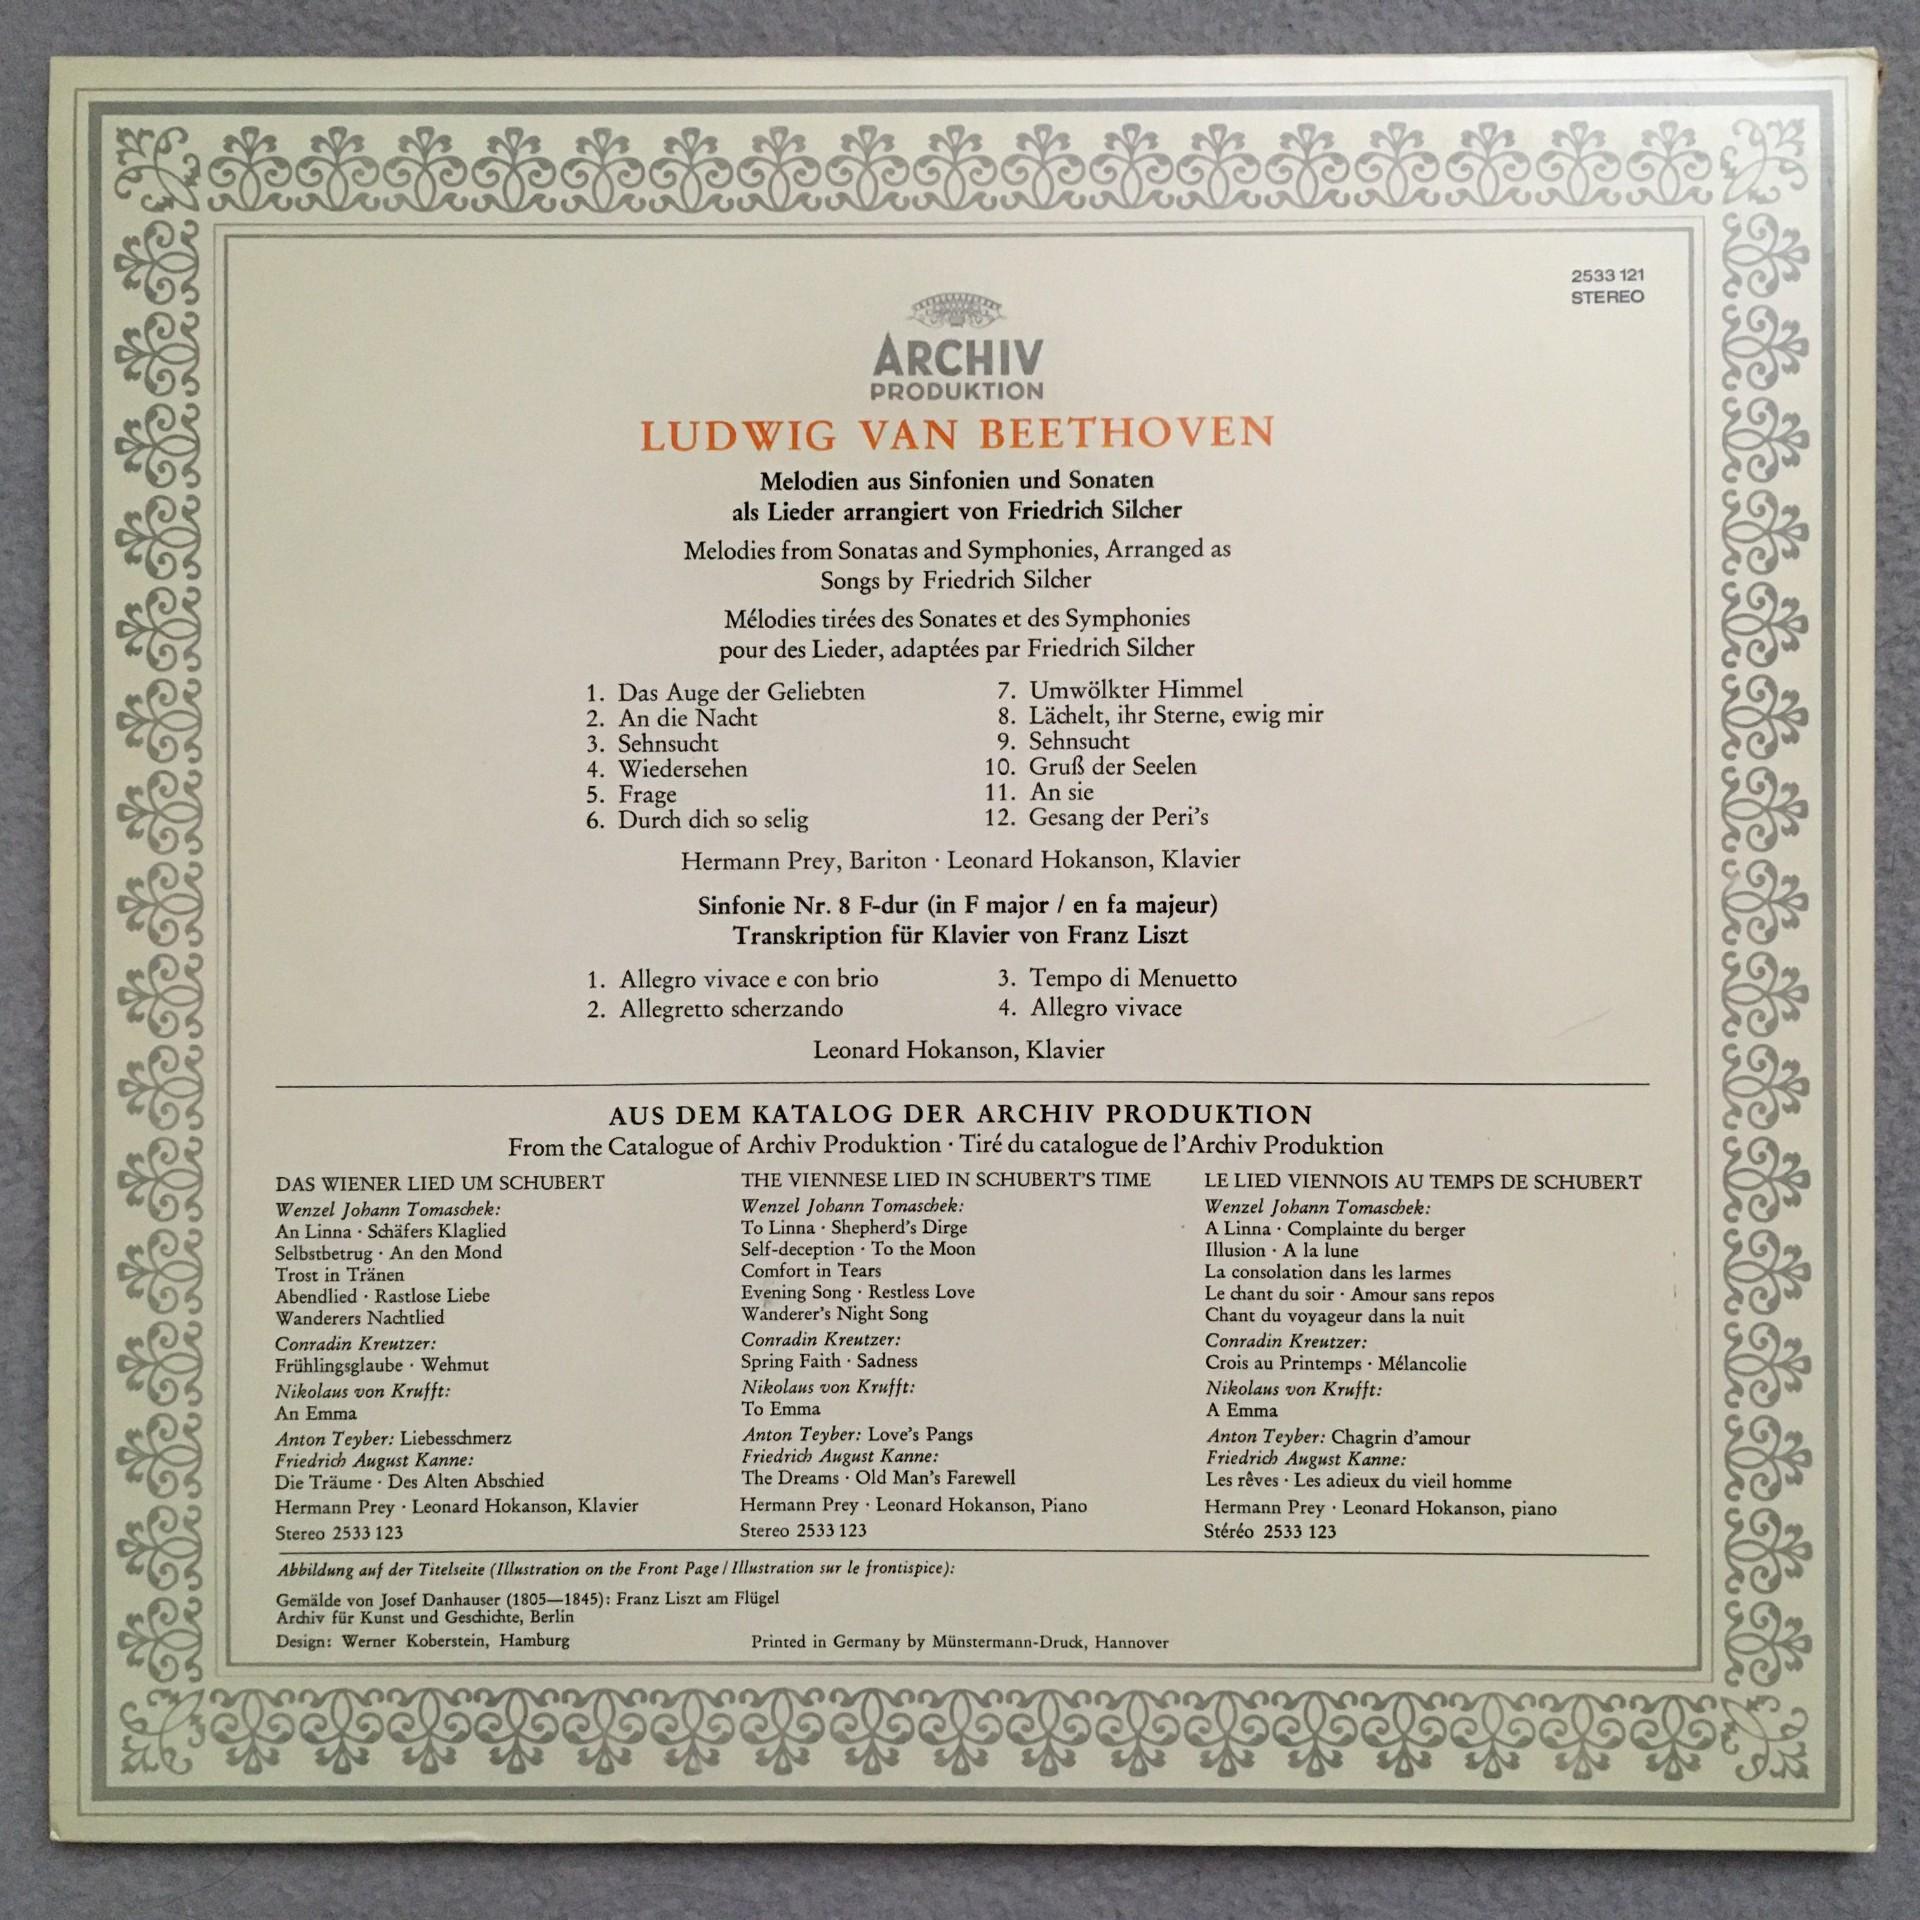 2533 121
STEREO
ARCHIV
PRODUKTION
LUDWIG VAN BEETHOVEN
Melodien aus Sinfonien und Sonaten
als Lieder arrangiert von Friedrich Silcher
Melodies from Sonatas and Symphonies, Arranged as
Songs by Friedrich Silcher
Mélodies tirées des Sonates et des Symphonies
pour des Lieder, adaptées par Friedrich Silcher
1. Das Auge der Geliebten
2. An die Nacht
3. Sehnsucht
4. Wiedersehen
5. Frage
6. Durch dich so selig
7. Umwölkter Himmel
8. Lächelt, ihr Sterne, ewig mir
9. Sehnsucht
10. Gruß der Seelen
11. An sie
12. Gesang der Peri's
Hermann Prey, Bariton · Leonard Hokanson, Klavier
Sinfonie Nr. 8 F-dur (in F major / en fa majeur)
Transkription für Klavier von Franz Liszt
1. Allegro vivace e con brio
2. Allegretto scherzando
3. Tempo di Menuetto
4. Allegro vivace
Leonard Hokanson, Klavier
AUS DEM KATALOG DER ARCHIV PRODUKTION
From the Catalogue of Archiv Produktion · Tiré du catalogue de l'Archiv Produktion
DAS WIENER LIED UM SCHUBERT
Wenzel Johann Tomaschek:
An Linna · Schäfers Klaglied
Selbstbetrug · An den Mond
Trost in Tränen
Abendlied · Rastlose Liebe
Wanderers Nachtlied
Conradin Kreutzer:
Frühlingsglaube · Wehmut
Nikolaus von Krufft:
An Emma
Anton Teyber: Liebesschmerz
Friedrich August Kanne:
Die Träume · Des Alten Abschied
Hermann Prey · Leonard Hokanson, Klavier
Stereo 2533 123
THE VIENNESE LIED IN SCHUBERT'S TIME
Wenzel Johann Tomaschek:
To Linna · Shepherd's Dirge
Self-deception · To the Moon
Comfort in Tears
Evening Song · Restless Love
Wanderer's Night Song
Conradin Kreutzer:
Spring Faith · Sadness
Nikolaus von Krufft:
To Emma
Anton Teyber: Love's Pangs
Friedrich August Kanne:
The Dreams · Old Man's Farewell
Hermann Prey · Leonard Hokanson, Piano
Stereo 2533 123
LE LIED VIENNOIS AU TEMPS DE SCHUBERT
Wenzel Johann Tomaschek:
A Linna · Complainte du berger
Illusion · A la lune
La consolation dans les larmes
Le chant du soir · Amour sans repos
Chant du voyageur dans la nuit
Conradin Kreutzer:
Crois au Printemps · Mélancolie
Nikolaus von Krufft:
A Emma
Anton Teyber: Chagrin d'amour
Friedrich August Kanne:
Les rêves · Les adieux du vieil homme
Hermann Prey · Leonard Hokanson, piano
Stéréo 2533 123
Abbildung auf der Titelseite (Illustration on the Front Page / Illustration sur le frontispice):
Gemälde von Josef Danhauser (1805—1845): Franz Liszt am Flügel
Archiv für Kunst und Geschichte, Berlin
Design: Werner Koberstein, Hamburg
Printed in Germany by Münstermann-Druck, Hannover